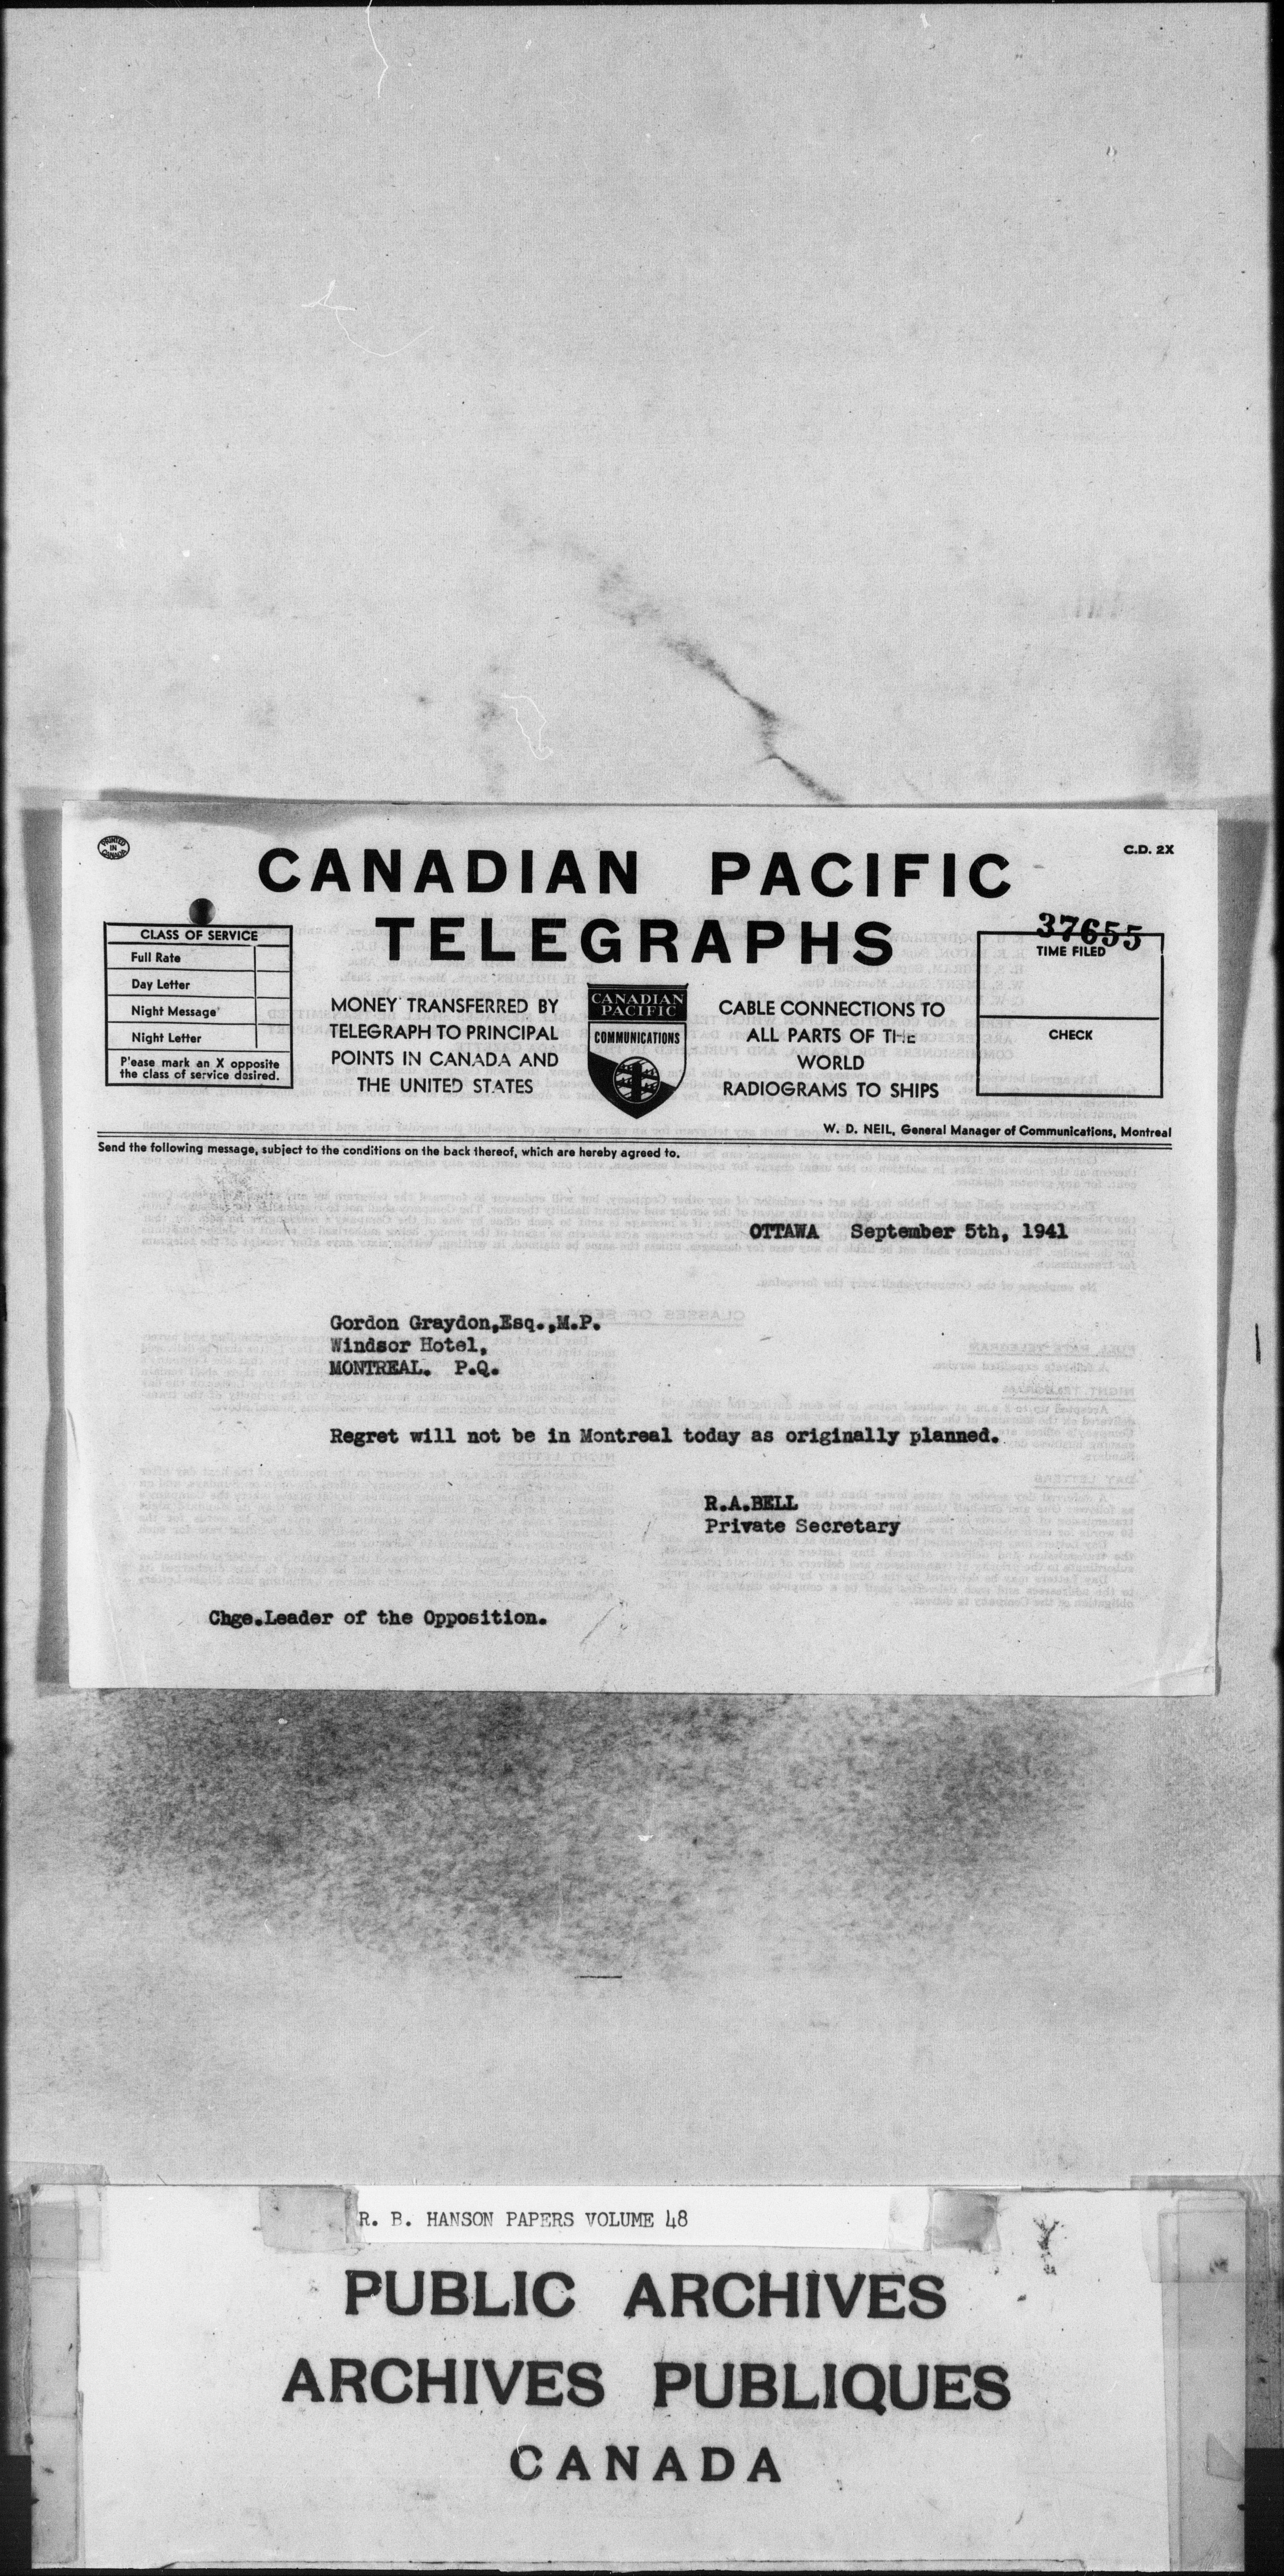 PRINTED
IN
CANADA
C.D. 2X
CANADIAN PACIFIC
TELEGRAPHS
37655
CLASS OF SERVICE
Full Rate
Day Letter
Night Message
Night Letter
Please mark an X opposite
the class of service desired.
MONEY TRANSFERRED BY
TELEGRAPH TO PRINCIPAL
POINTS IN CANADA AND
THE UNITED STATES
CANADIAN
PACIFIC
COMMUNICATIONS
CABLE CONNECTIONS TO
ALL PARTS OF THE
WORLD
RADIOGRAMS TO SHIPS
TIME FILED
CHECK
W. D. NEIL, General Manager of Communications, Montreal
Send the following message, subject to the conditions on the back thereof, which are hereby agreed to.
OTTAWA September 5th, 1941
Gordon Graydon,Esq.,M.P.
Windsor Hotel,
MONTREAL. P.Q.
Regret will not be in Montreal today as originally planned.
R.A.BELL
Private Secretary
Chge.Leader of the Opposition.
R. B. HANSON PAPERS VOLUME 48
PUBLIC ARCHIVES
ARCHIVES PUBLIQUES
CANADA